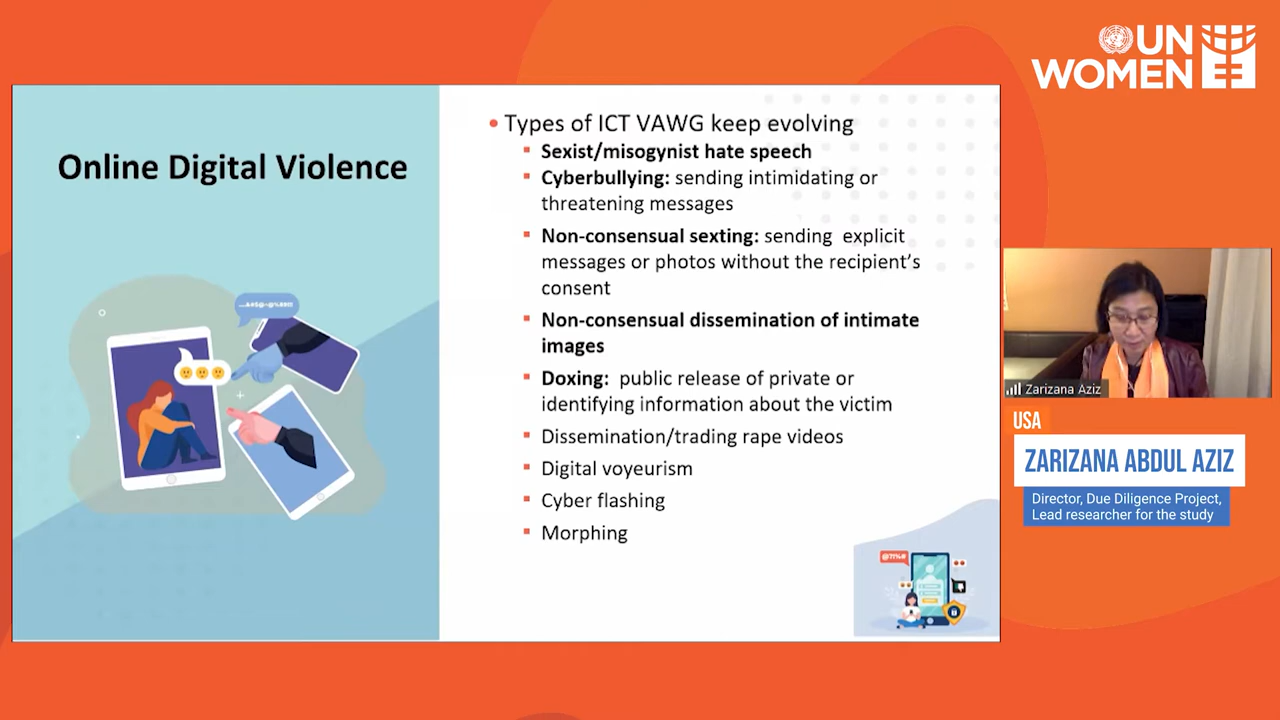 UN
WOMEN
Online Digital Violence
Types of ICT VAWG keep evolving
Sexist/misogynist hate speech
Cyberbullying: sending intimidating or
threatening messages
Non-consensual sexting: sending explicit
messages or photos without the recipient's
consent
Non-consensual dissemination of intimate
images
Doxing: public release of private or
identifying information about the victim
Dissemination/trading rape videos
Digital voyeurism
Cyber flashing
Morphing
Zarizana Aziz
USA
ZARIZANA ABDUL AZIZ
Director, Due Diligence Project,
Lead researcher for the study